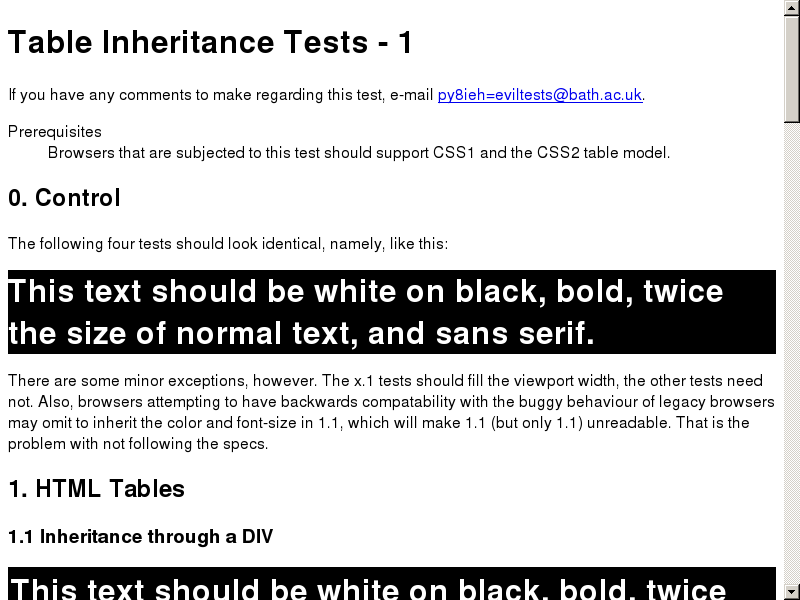 Table Inheritance Tests - 1
If you have any comments to make regarding this test, e-mail py8ieh=eviltests@bath.ac.uk.
Prerequisites
Browsers that are subjected to this test should support CSS1 and the CSS2 table model.
0. Control
The following four tests should look identical, namely, like this:
This text should be white on black, bold, twice
the size of normal text, and sans serif.
There are some minor exceptions, however. The x.1 tests should fill the viewport width, the other tests need
not. Also, browsers attempting to have backwards compatability with the buggy behaviour of legacy browsers
may omit to inherit the color and font-size in 1.1, which will make 1.1 (but only 1.1) unreadable. That is the
problem with not following the specs.
1. HTML Tables
1.1 Inheritance through a DIV
This text should be white on black, bold, twice